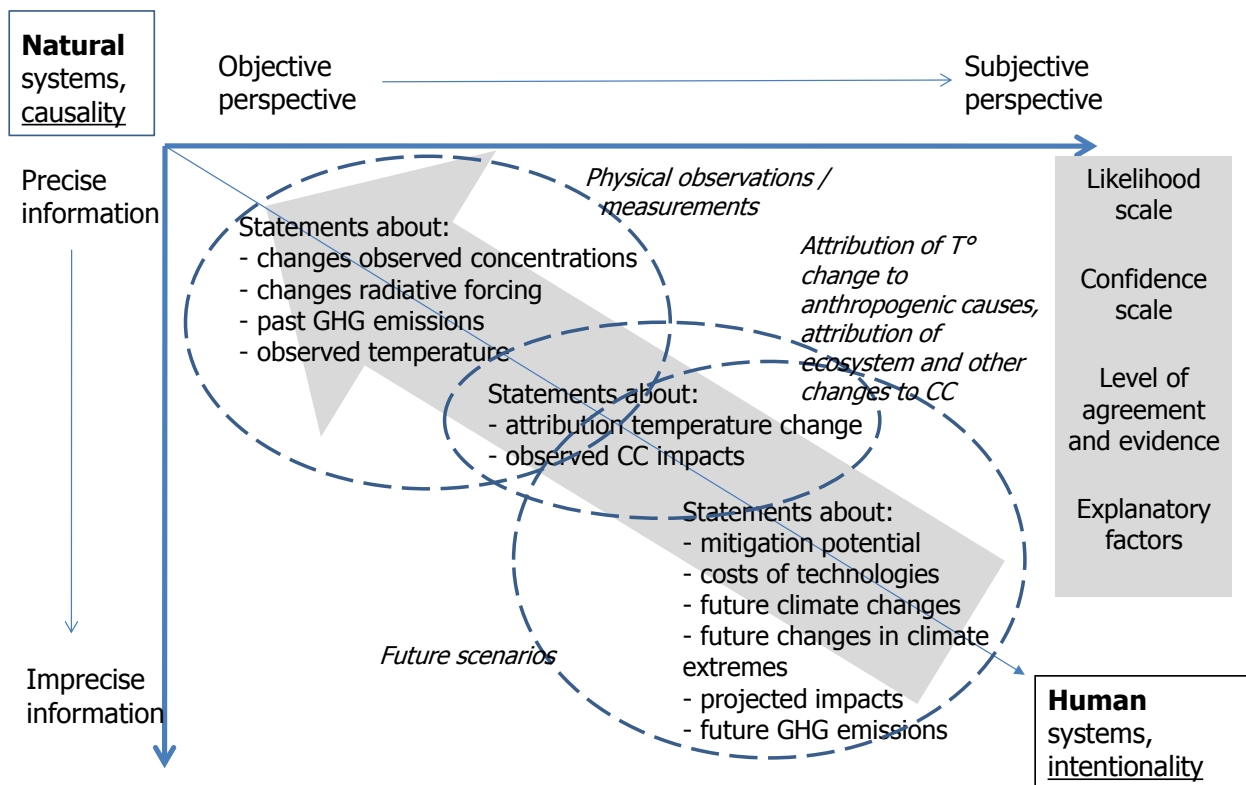 Natural
systems,
causality
Objective
perspective
Subjective
perspective
Precise
information
Imprecise
information
Physical observations /
measurements
Statements about:
- changes observed concentrations
- changes radiative forcing
- past GHG emissions
- observed temperature
Attribution of T°
change to
anthropogenic causes,
attribution of
ecosystem and other
changes to CC
Statements about:
- attribution temperature change
- observed CC impacts
Statements about:
- mitigation potential
- costs of technologies
- future climate changes
- future changes in climate
extremes
- projected impacts
- future GHG emissions
Future scenarios
Likelihood
scale
Confidence
scale
Level of
agreement
and evidence
Explanatory
factors
Human
systems,
intentionality